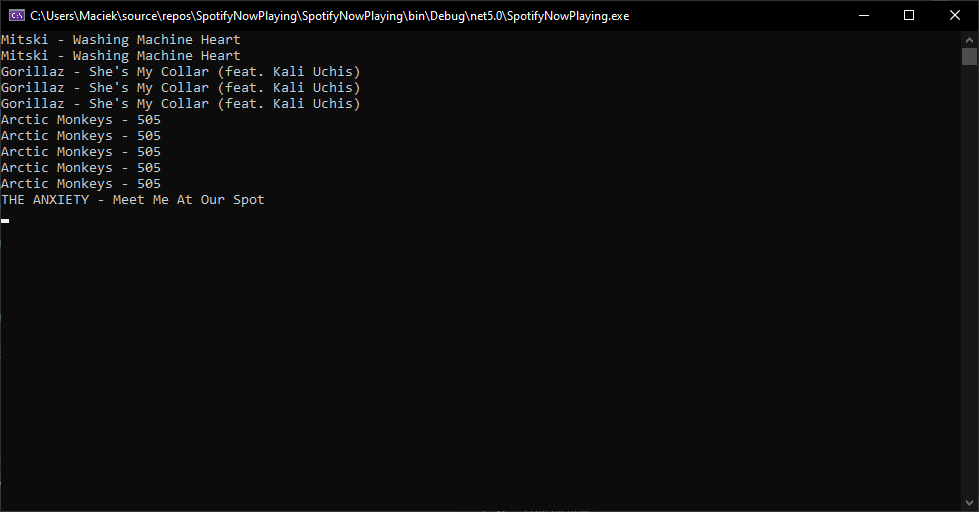 C:\Users\Maciek\source\repos\SpotifyNowPlaying\SpotifyNowPlaying\bin\Debug\net5.0\SpotifyNowPlaying.exe
Mitski - Washing Machine Heart
Mitski - Washing Machine Heart
Gorillaz - She's My Collar (feat. Kali Uchis)
Gorillaz - She's My Collar (feat. Kali Uchis)
Gorillaz - She's My Collar (feat. Kali Uchis)
Arctic Monkeys - 505
Arctic Monkeys - 505
Arctic Monkeys - 505
Arctic Monkeys - 505
Arctic Monkeys - 505
THE ANXIETY - Meet Me At Our Spot